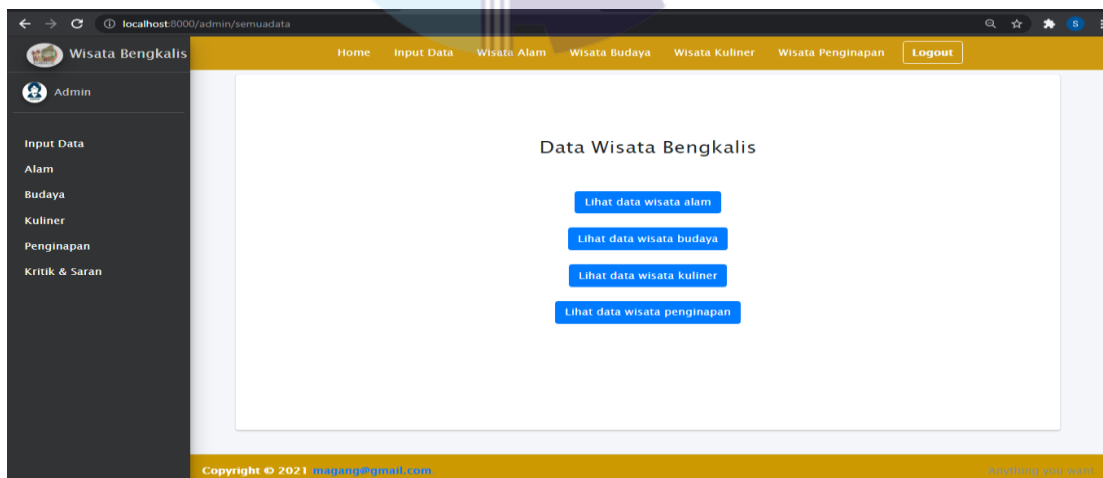 localhost:8000/admin/semuadata
S
Wisata Bengkalis
Home Input Data Wisata Alam Wisata Budaya Wisata Kuliner Wisata Penginapan Logout
Admin
Input Data
Alam
Budaya
Kuliner
Penginapan
Kritik & Saran
Data Wisata Bengkalis
Lihat data wisata alam
Lihat data wisata budaya
Lihat data wisata kuliner
Lihat data wisata penginapan
Copyright © 2021 magang@gmail.com.
Anything you want